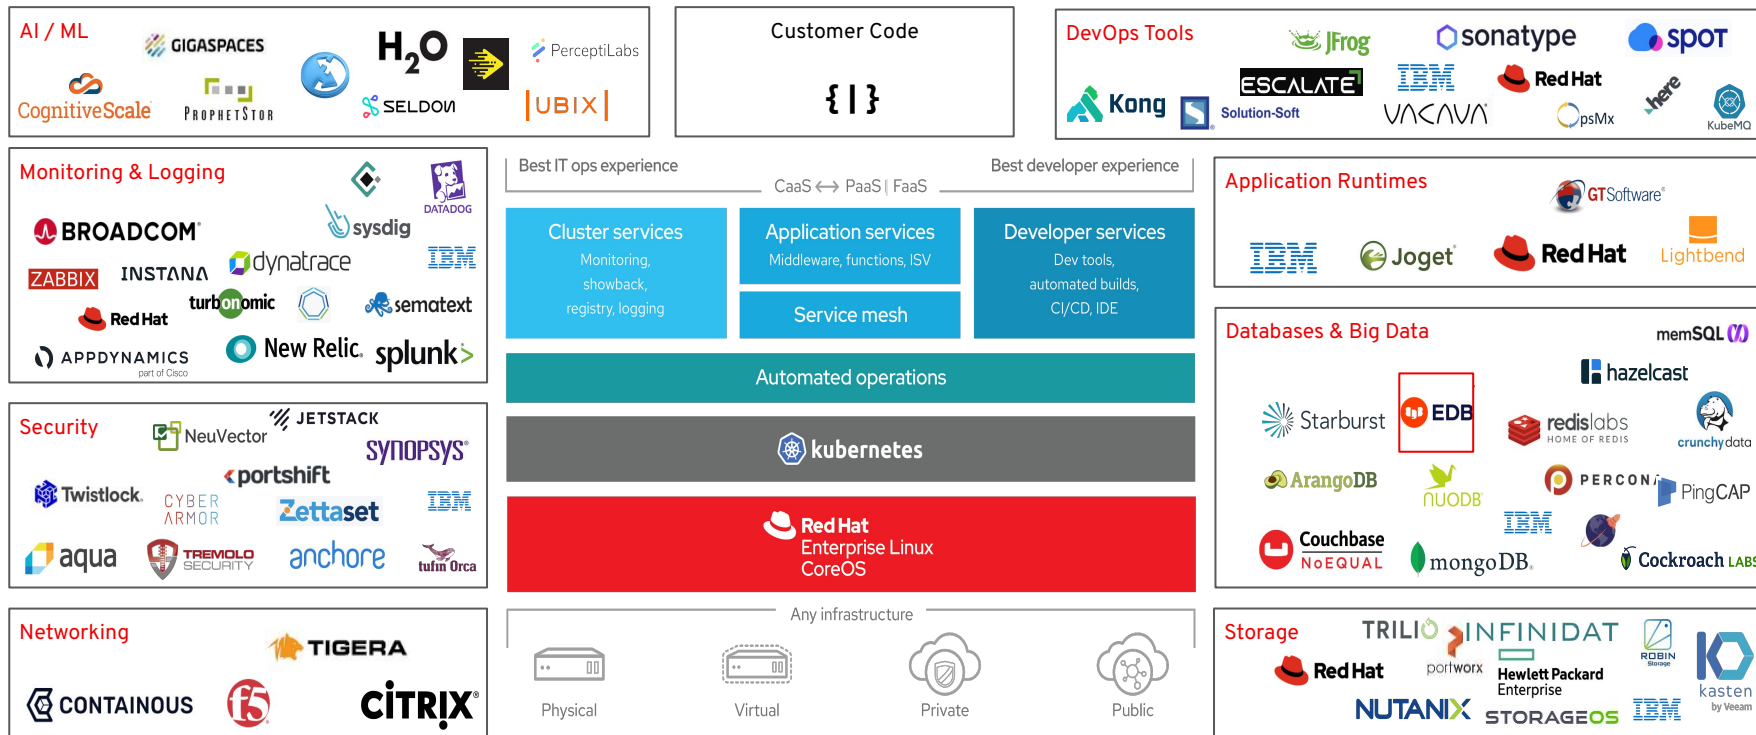 AI / ML
GIGASPACES
H2O
PerceptiLabs
CognitiveScale
PROPHETSTOR
SELDON
UBIX
Customer Code
{ | }
DevOps Tools
JFrog
sonatype
SPOT
ESCALATE
IBM
Red Hat
here
Kong
Solution-Soft
VACAVA
OpsMx
KubeMQ
Monitoring & Logging
DATADOG
BROADCOM
sysdig
dynatrace
IBM
ZABBIX
INSTANA
turbonomic
sematext
Red Hat
APPDYNAMICS
part of Cisco
New Relic.
splunk>
Best IT ops experience
Best developer experience
CaaS ↔ PaaS | FaaS
Cluster services
Monitoring,
showback,
registry, logging
Application services
Middleware, functions, ISV
Service mesh
Developer services
Dev tools,
automated builds,
CI/CD, IDE
Automated operations
kubernetes
Red Hat
Enterprise Linux
CoreOS
Any infrastructure
Physical
Virtual
Private
Public
Application Runtimes
GTSoftware
IBM
Joget
Red Hat
Lightbend
Databases & Big Data
memSQL
hazelcast
Starburst
EDB
redislabs
HOME OF REDIS
crunchydata
ArangoDB
NUODB
PERCONA
PingCAP
IBM
Couchbase
NoEQUAL
mongoDB.
Cockroach LABS
Security
NeuVector
JETSTACK
SYNOPSYS
portshift
Twistlock.
CYBER
ARMOR
Zettaset
IBM
aqua
TREMOLO
SECURITY
anchore
tufin Orca
Networking
TIGERA
CONTAINOUS
f5
CITRIX
Storage
TRILIO
INFINIDAT
ROBIN
Storage
Red Hat
portworx
Hewlett Packard
Enterprise
kasten
by Veeam
NUTANIX
STORAGEOS
IBM